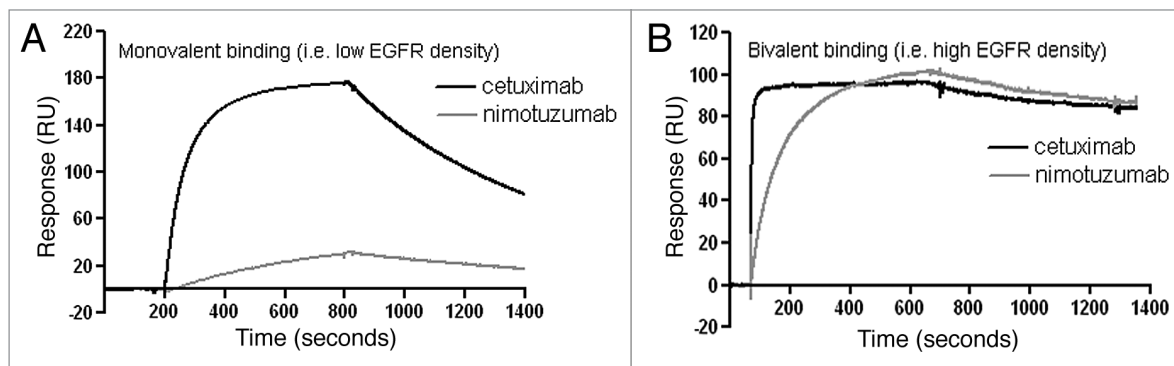 A
Monovalent binding (i.e. low EGFR density)
cetuximab
nimotuzumab
Response (RU)
220
180
140
100
60
20
-20
200 400 600 800 1000 1200 1400
Time (seconds)
B
Bivalent binding (i.e. high EGFR density)
cetuximab
nimotuzumab
Response (RU)
120
100
80
60
40
20
0
-20
200 400 600 800 1000 1200 1400
Time (seconds)